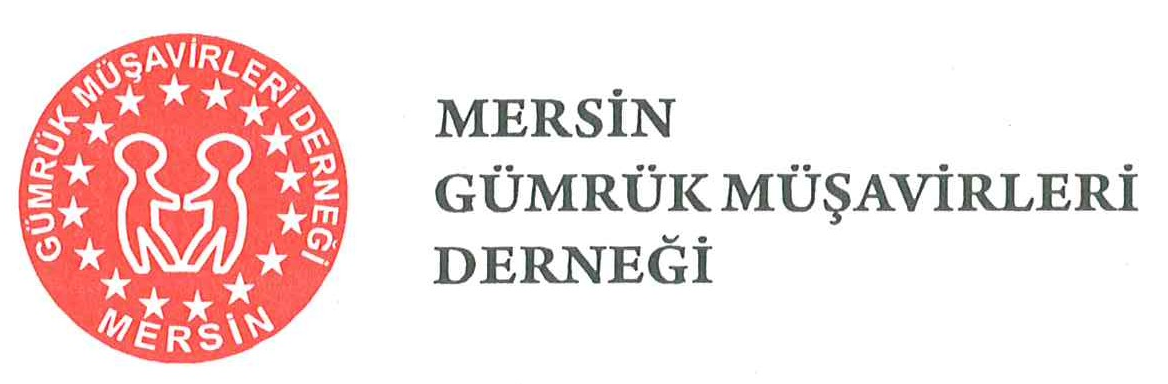 GÜMRÜK MÜŞAVİRLERİ DERNEĞİ
MERSİN
MERSİN
GÜMRÜK MÜŞAVİRLERİ
DERNEĞİ